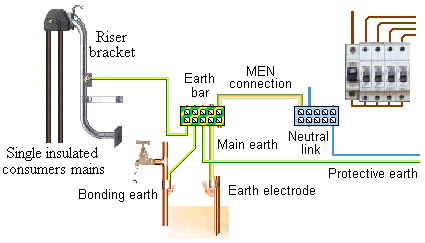 Riser
bracket
Earth
bar
MEN
connection
Main earth
Neutral
link
Single insulated
consumers mains
Protective earth
Bonding earth
Earth electrode